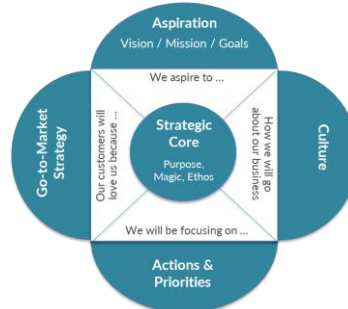 Aspiration
Vision / Mission / Goals
We aspire to ...
Go-to-Market
Strategy
Our customers will
love us because ...
Strategic
Core
Purpose,
Magic, Ethos
How we will go
about our business
Culture
We will be focusing on ...
Actions &
Priorities